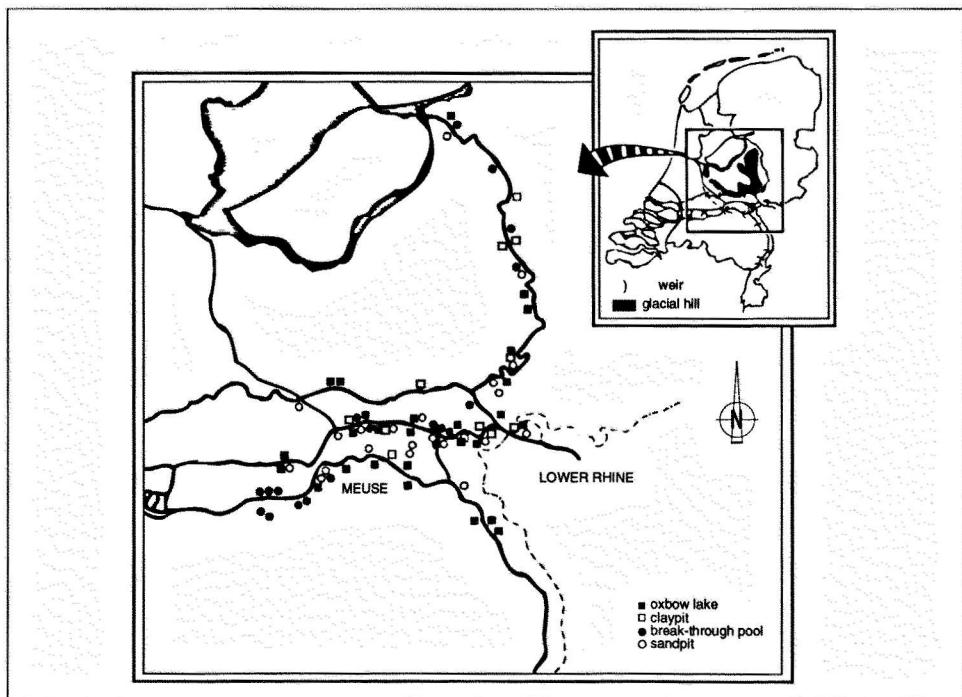 ) weir
glacial hill
N
LOWER RHINE
MEUSE
oxbow lake
claypit
break-through pool
sandpit